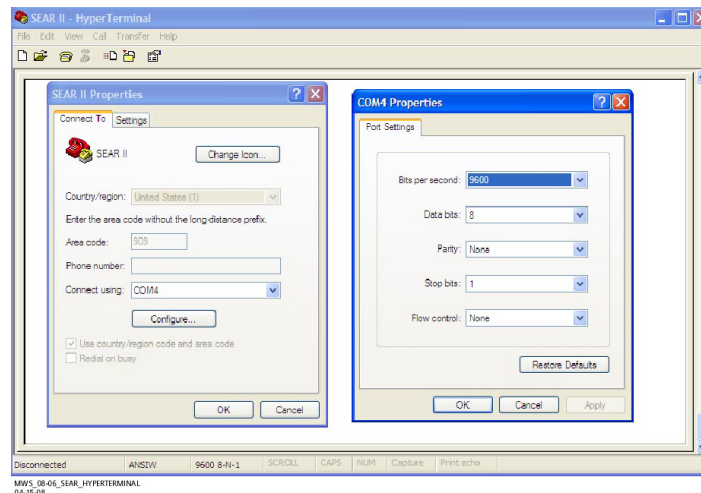 SEAR II - HyperTerminal
File Edit View Call Transfer Help
SEAR II Properties
Connect To Settings
SEAR II
Change Icon...
Country/region: United States (1)
Enter the area code without the long-distance prefix.
Area code: 909
Phone number:
Connect using: COM4
Configure...
Use country/region code and area code
Redial on busy
OK Cancel
COM4 Properties
Port Settings
Bits per second: 9600
Data bits: 8
Parity: None
Stop bits: 1
Flow control: None
Restore Defaults
OK Cancel Apply
Disconnected ANSIW 9600 8-N-1 SCROLL CAPS NUM Capture Print echo
MWS_08-06_SEAR_HYPERTERMINAL
04-15-08